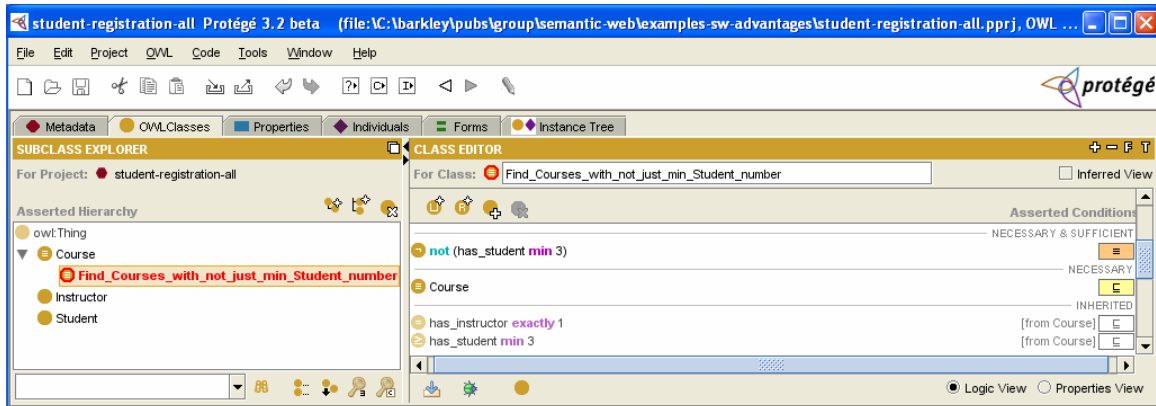 student-registration-all Protégé 3.2 beta (file:\C:\barkley\pubs\group\semantic-web\examples-sw-advantages\student-registration-all.pprj, OWL ...
File Edit Project OWL Code Tools Window Help
protégé
Metadata OWLClasses Properties Individuals Forms Instance Tree
SUBCLASS EXPLORER
For Project: student-registration-all
Asserted Hierarchy
owl:Thing
Course
Find_Courses_with_not_just_min_Student_number
Instructor
Student
CLASS EDITOR
F T
For Class: Find_Courses_with_not_just_min_Student_number Inferred View
Asserted Conditions
NECESSARY & SUFFICIENT
not (has_student min 3)
NECESSARY
Course
INHERITED
has_instructor exactly 1 [from Course]
has_student min 3 [from Course]
Logic View Properties View